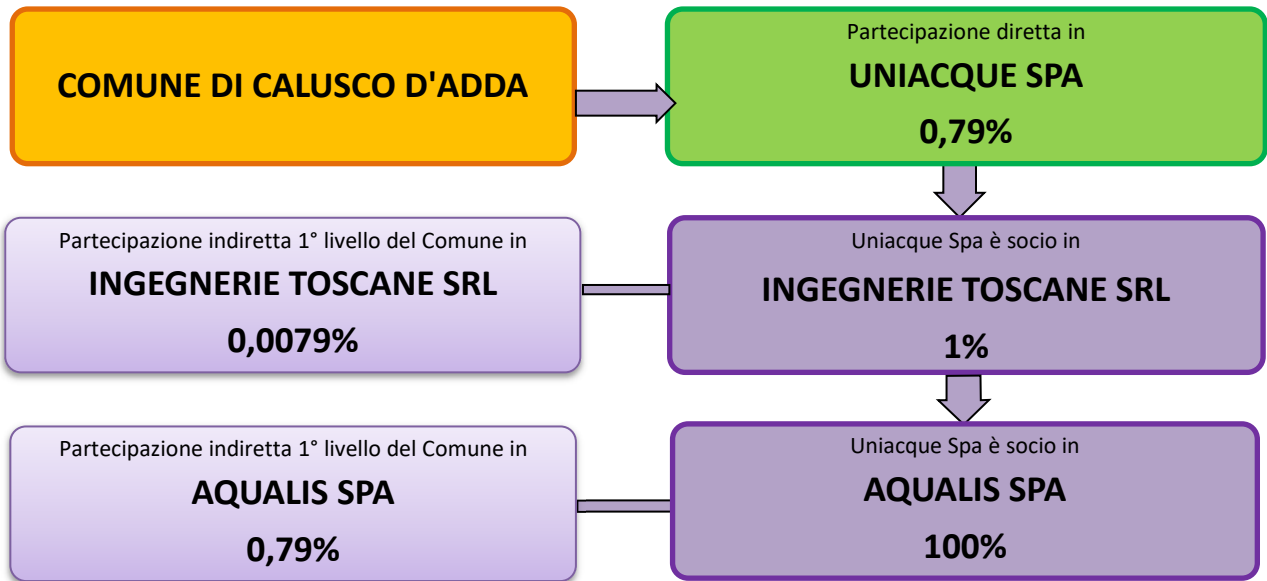 COMUNE DI CALUSCO D'ADDA
Partecipazione diretta in
UNIACQUE SPA
0,79%
Partecipazione indiretta 1° livello del Comune in
INGEGNERIE TOSCANE SRL
0,0079%
Uniacque Spa è socio in
INGEGNERIE TOSCANE SRL
1%
Partecipazione indiretta 1° livello del Comune in
AQUALIS SPA
0,79%
Uniacque Spa è socio in
AQUALIS SPA
100%